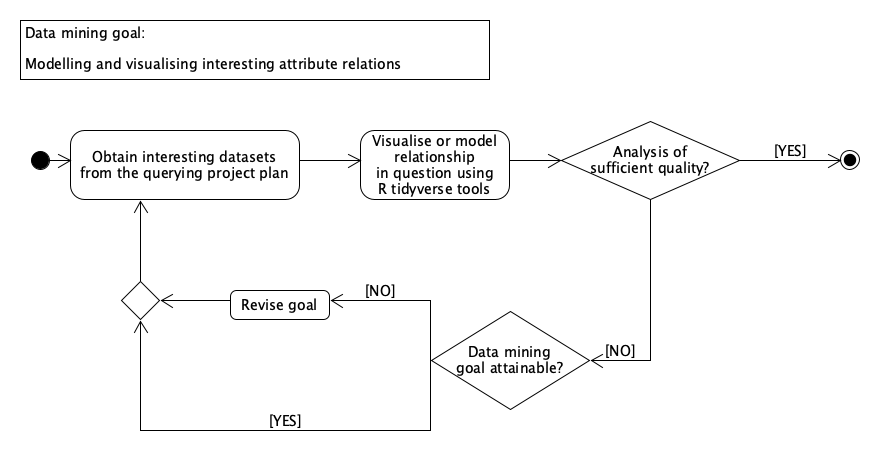 Data mining goal:
Modelling and visualising interesting attribute relations
Obtain interesting datasets
from the querying project plan
Visualise or model
relationship
in question using
R tidyverse tools
Analysis of
sufficient quality?
[YES]
[NO]
Data mining
goal attainable?
[NO]
Revise goal
[YES]